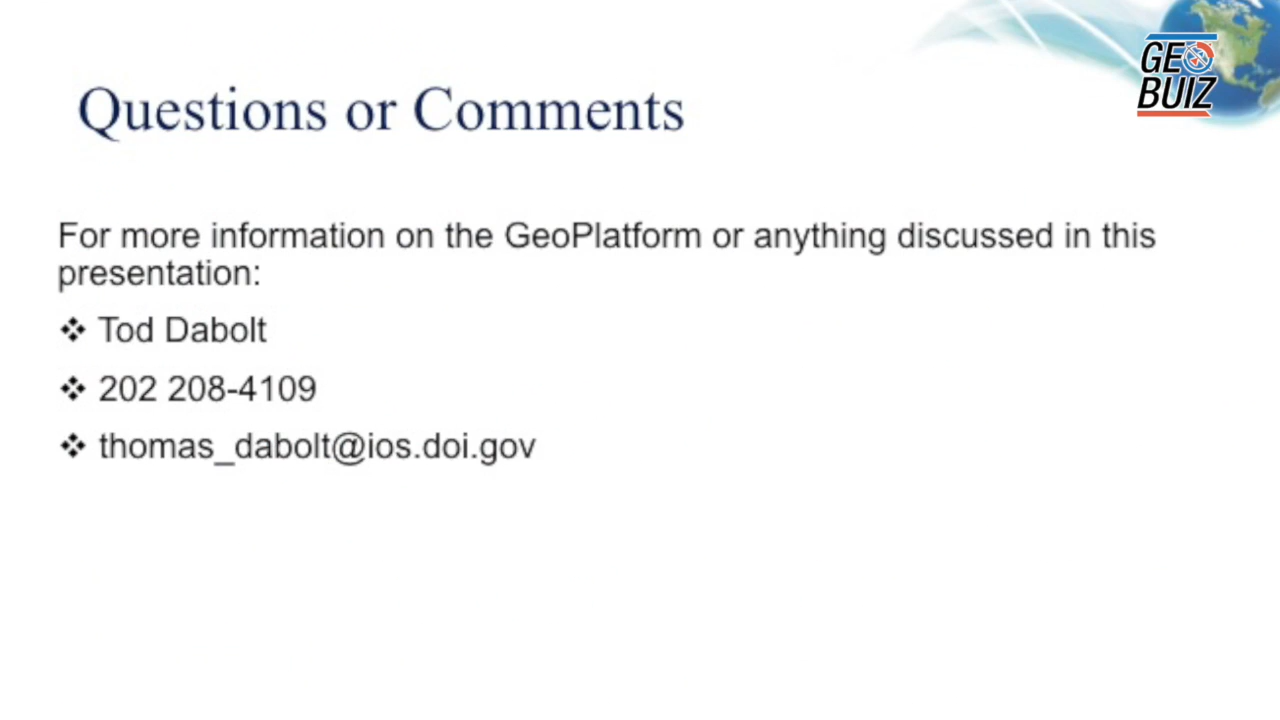 GEO
BUIZ
Questions or Comments
For more information on the GeoPlatform or anything discussed in this
presentation:
❖ Tod Dabolt
❖ 202 208-4109
❖ thomas_dabolt@ios.doi.gov